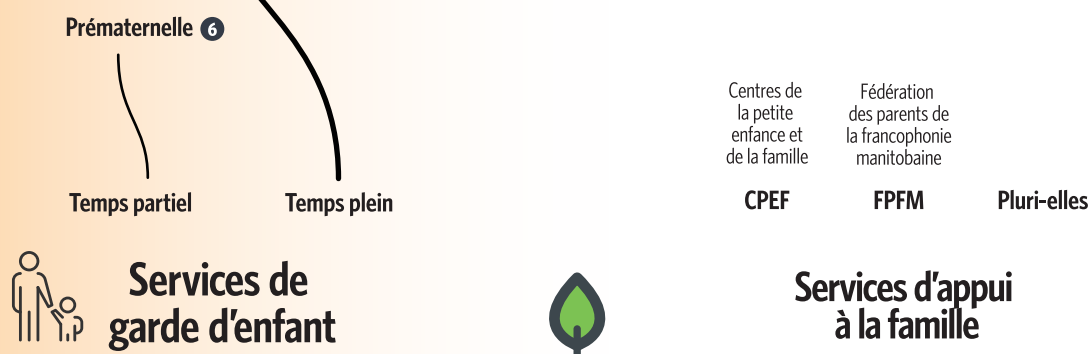 Prématernelle 6
Temps partiel
Temps plein
Services de
garde d'enfant
Centres de
la petite
enfance et
de la famille
CPEF
Fédération
des parents de
la francophonie
manitobaine
FPFM
Pluri-elles
Services d'appui
à la famille